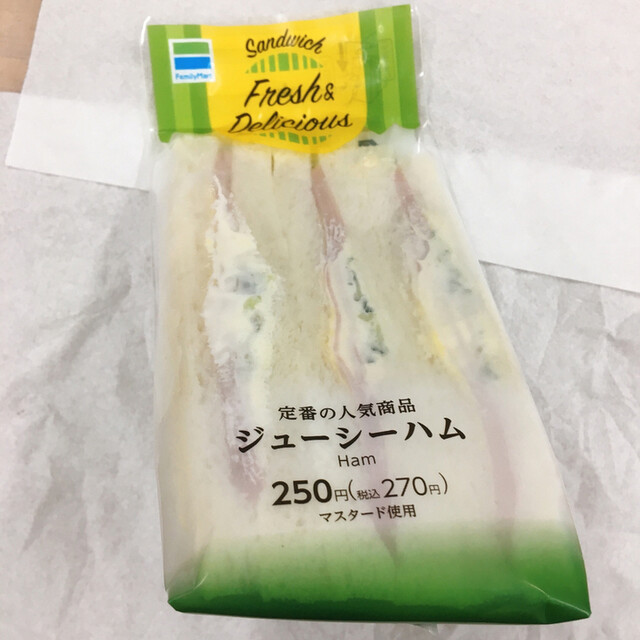 FamilyMart
Sandwich
Fresh&
Delicious
定番の人気商品
ジューシーハム
Ham
250円(税込270円)
マスタード使用